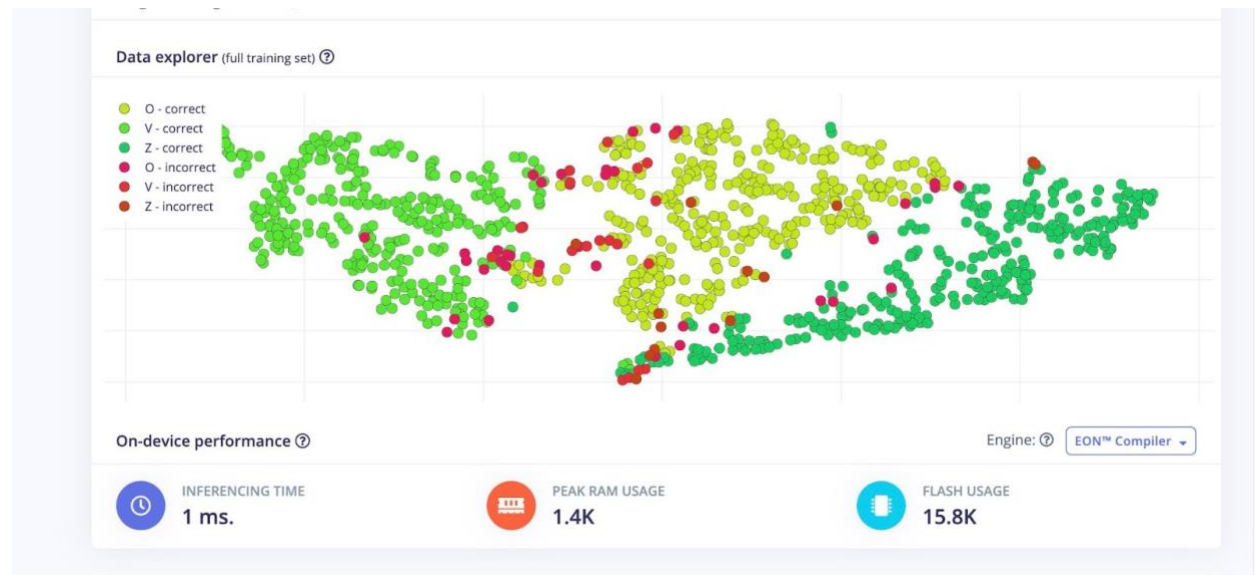 Data explorer (full training set) ?
O - correct
V - correct
Z - correct
O - incorrect
V - incorrect
Z - incorrect
On-device performance ?
Engine: ? EON™ Compiler
INFERENCING TIME
1 ms.
PEAK RAM USAGE
1.4K
FLASH USAGE
15.8K